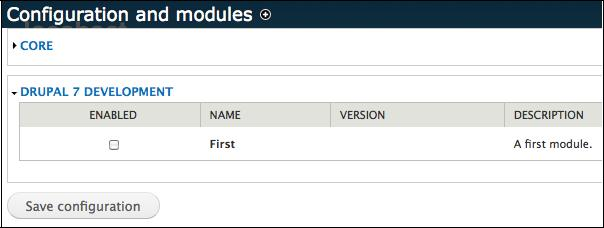 Configuration and modules
CORE
DRUPAL 7 DEVELOPMENT
ENABLED NAME VERSION DESCRIPTION
First A first module.
Save configuration